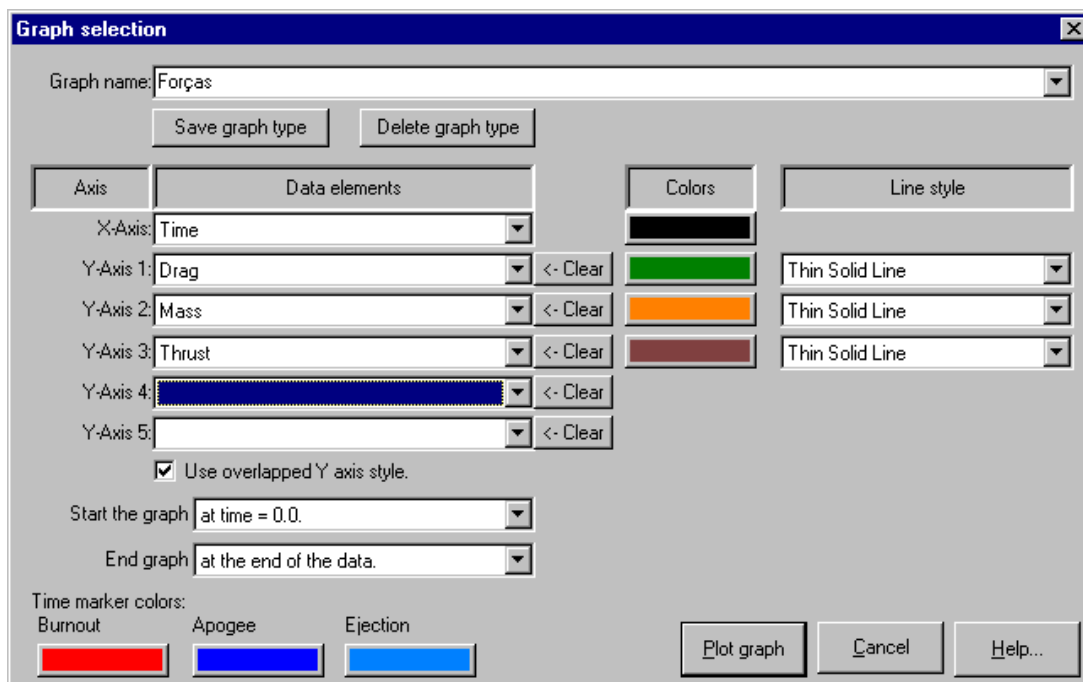 Graph selection
Graph name: Forças
Save graph type Delete graph type
Axis Data elements Colors Line style
X-Axis: Time
Y-Axis 1: Drag <- Clear Thin Solid Line
Y-Axis 2: Mass <- Clear Thin Solid Line
Y-Axis 3: Thrust <- Clear Thin Solid Line
Y-Axis 4: <- Clear
Y-Axis 5: <- Clear
Use overlapped Y axis style.
Start the graph at time = 0.0.
End graph at the end of the data.
Time marker colors:
Burnout Apogee Ejection
Plot graph Cancel Help...